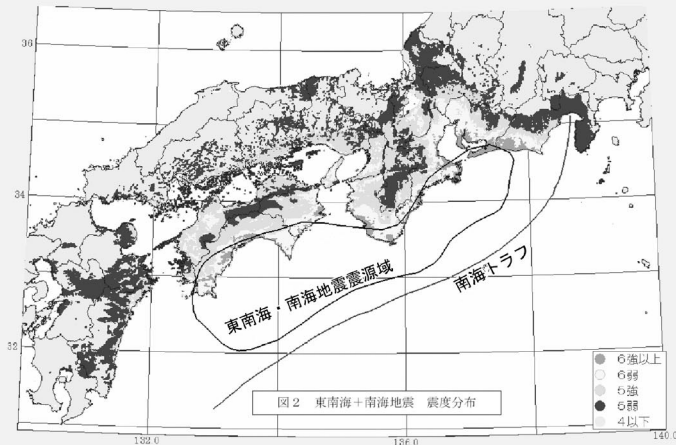 36
34
32
132.0
136.0
140.0
東南海・南海地震震源域
南海トラフ
6強以上
6弱
5強
5弱
4以下
図2 東南海+南海地震 震度分布